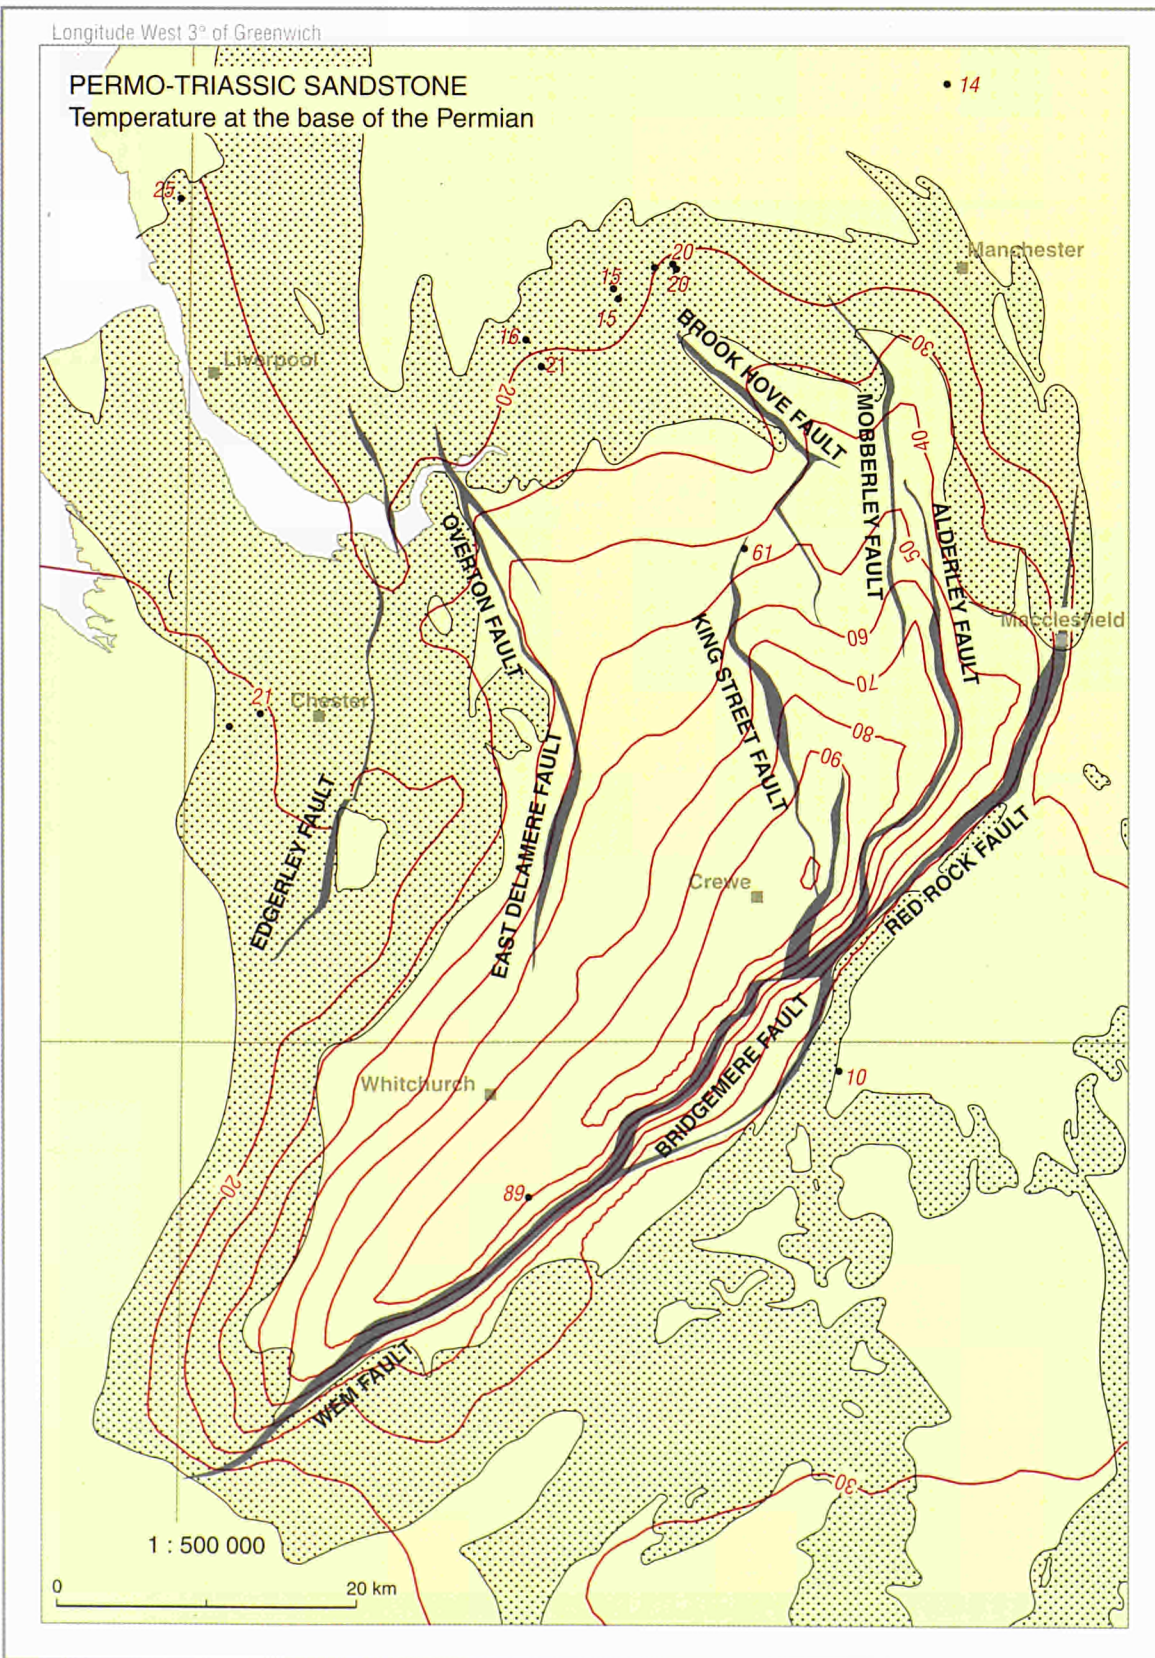 Longitude West 3° of Greenwich
PERMO-TRIASSIC SANDSTONE
Temperature at the base of the Permian
14
25
Manchester
20
20
15
15
16
21
20
30
Liverpool
BROOK HOVE FAULT
MOBBERLEY FAULT
40
ALDERLEY FAULT
50
61
OVERTON FAULT
Macclesfield
60
KING STREET FAULT
70
21
Chester
80
90
EAST DELAMERE FAULT
EDGERLEY FAULT
RED ROCK FAULT
Crewe
BRIDGEMERE FAULT
Whitchurch
10
20
89
WEM FAULT
30
1 : 500 000
0
20 km